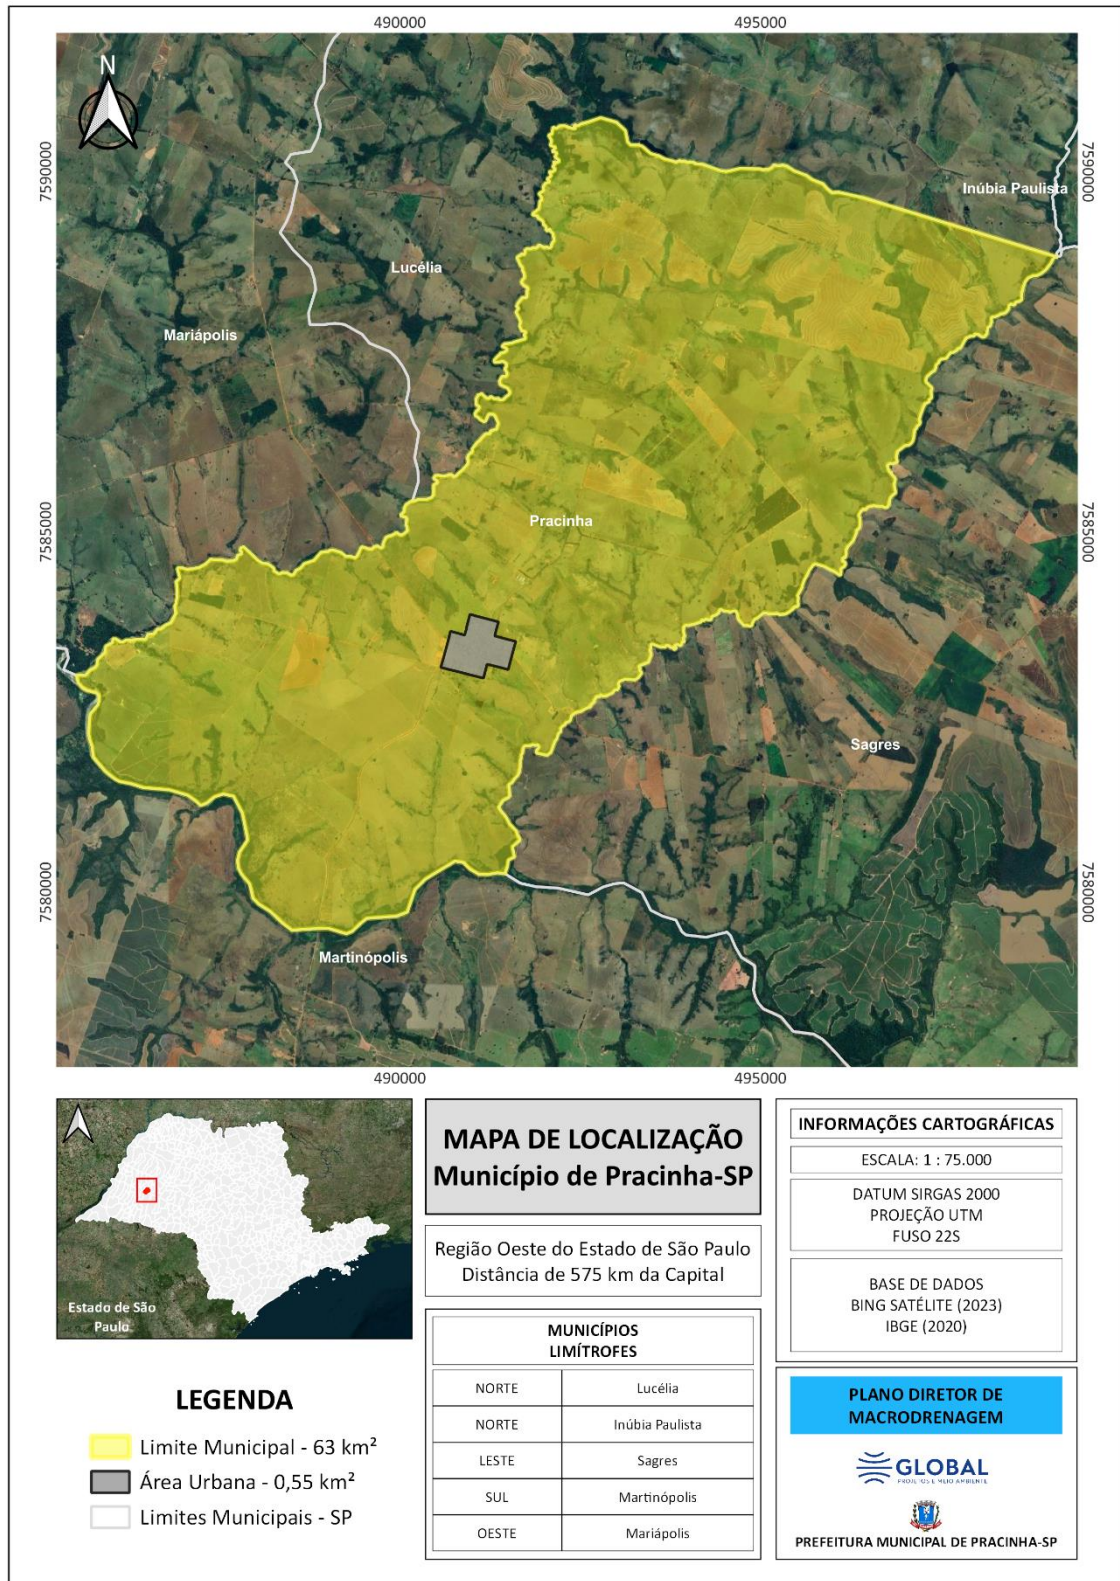 490000
495000
N
7590000
7590000
Inúbia Paulista
Lucélia
Mariápolis
Pracinha
7585000
7585000
Sagres
7580000
7580000
Martinópolis
490000
495000
Estado de São
Paulo
MAPA DE LOCALIZAÇÃO
Município de Pracinha-SP
Região Oeste do Estado de São Paulo
Distância de 575 km da Capital
MUNICÍPIOS
LIMÍTROFES
NORTE Lucélia
NORTE Inúbia Paulista
LESTE Sagres
SUL Martinópolis
OESTE Mariápolis
INFORMAÇÕES CARTOGRÁFICAS
ESCALA: 1 : 75.000
DATUM SIRGAS 2000
PROJEÇÃO UTM
FUSO 22S
BASE DE DADOS
BING SATÉLITE (2023)
IBGE (2020)
LEGENDA
Limite Municipal - 63 km²
Área Urbana - 0,55 km²
Limites Municipais - SP
PLANO DIRETOR DE
MACRODRENAGEM
GLOBAL
PROJETOS E MEIO AMBIENTE
PREFEITURA MUNICIPAL DE PRACINHA-SP